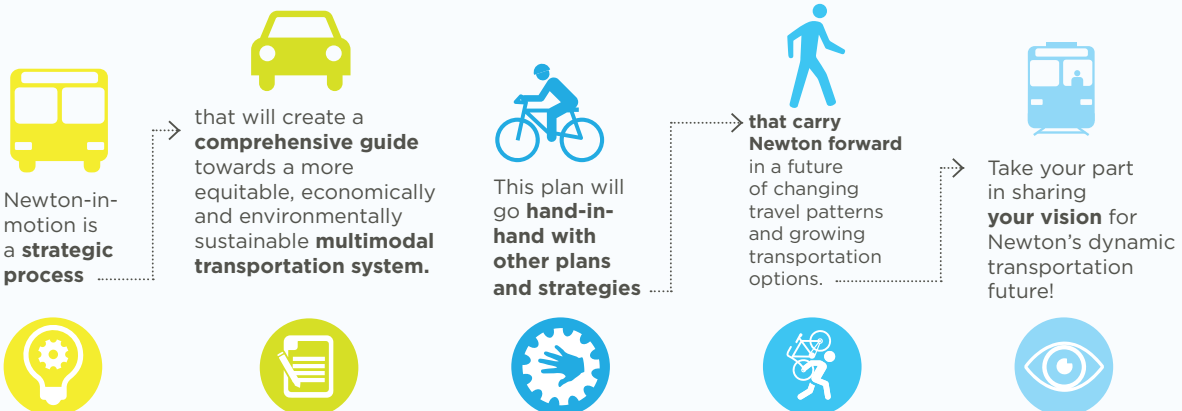 Newton-in-
motion is
a strategic
process
that will create a
comprehensive guide
towards a more
equitable, economically
and environmentally
sustainable multimodal
transportation system.
This plan will
go hand-in-
hand with
other plans
and strategies
that carry
Newton forward
in a future
of changing
travel patterns
and growing
transportation
options.
Take your part
in sharing
your vision for
Newton's dynamic
transportation
future!